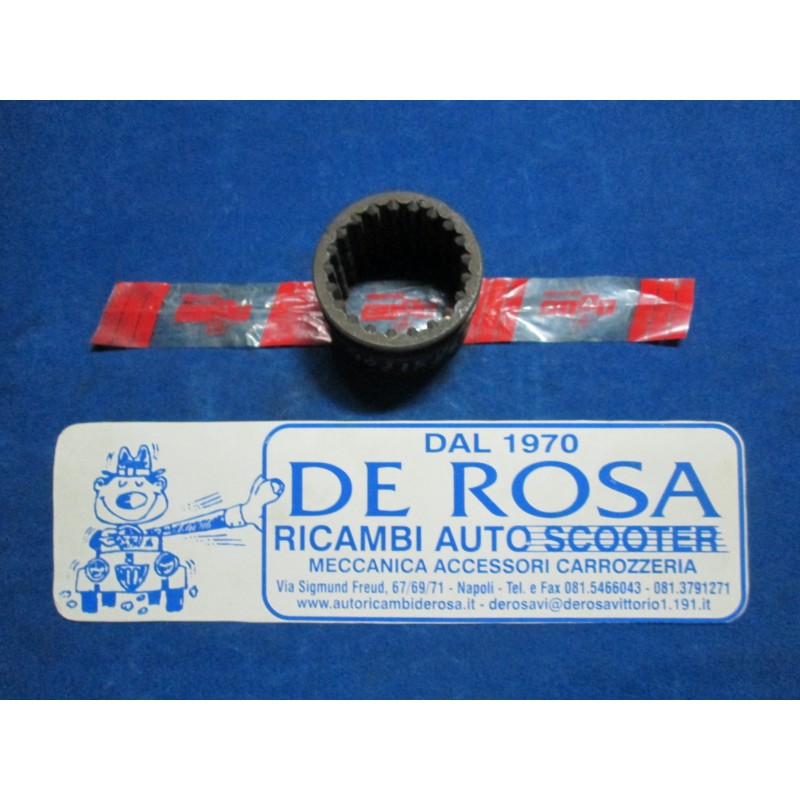 DAL 1970
DE ROSA
RICAMBI AUTO SCOOTER
MECCANICA ACCESSORI CARROZZERIA
Via Sigmund Freud, 67/69/71 - Napoli - Tel. e Fax 081.5466043 - 081.3791271
www.autoricambiderosa.it - derosavi@derosavittorio1.191.it